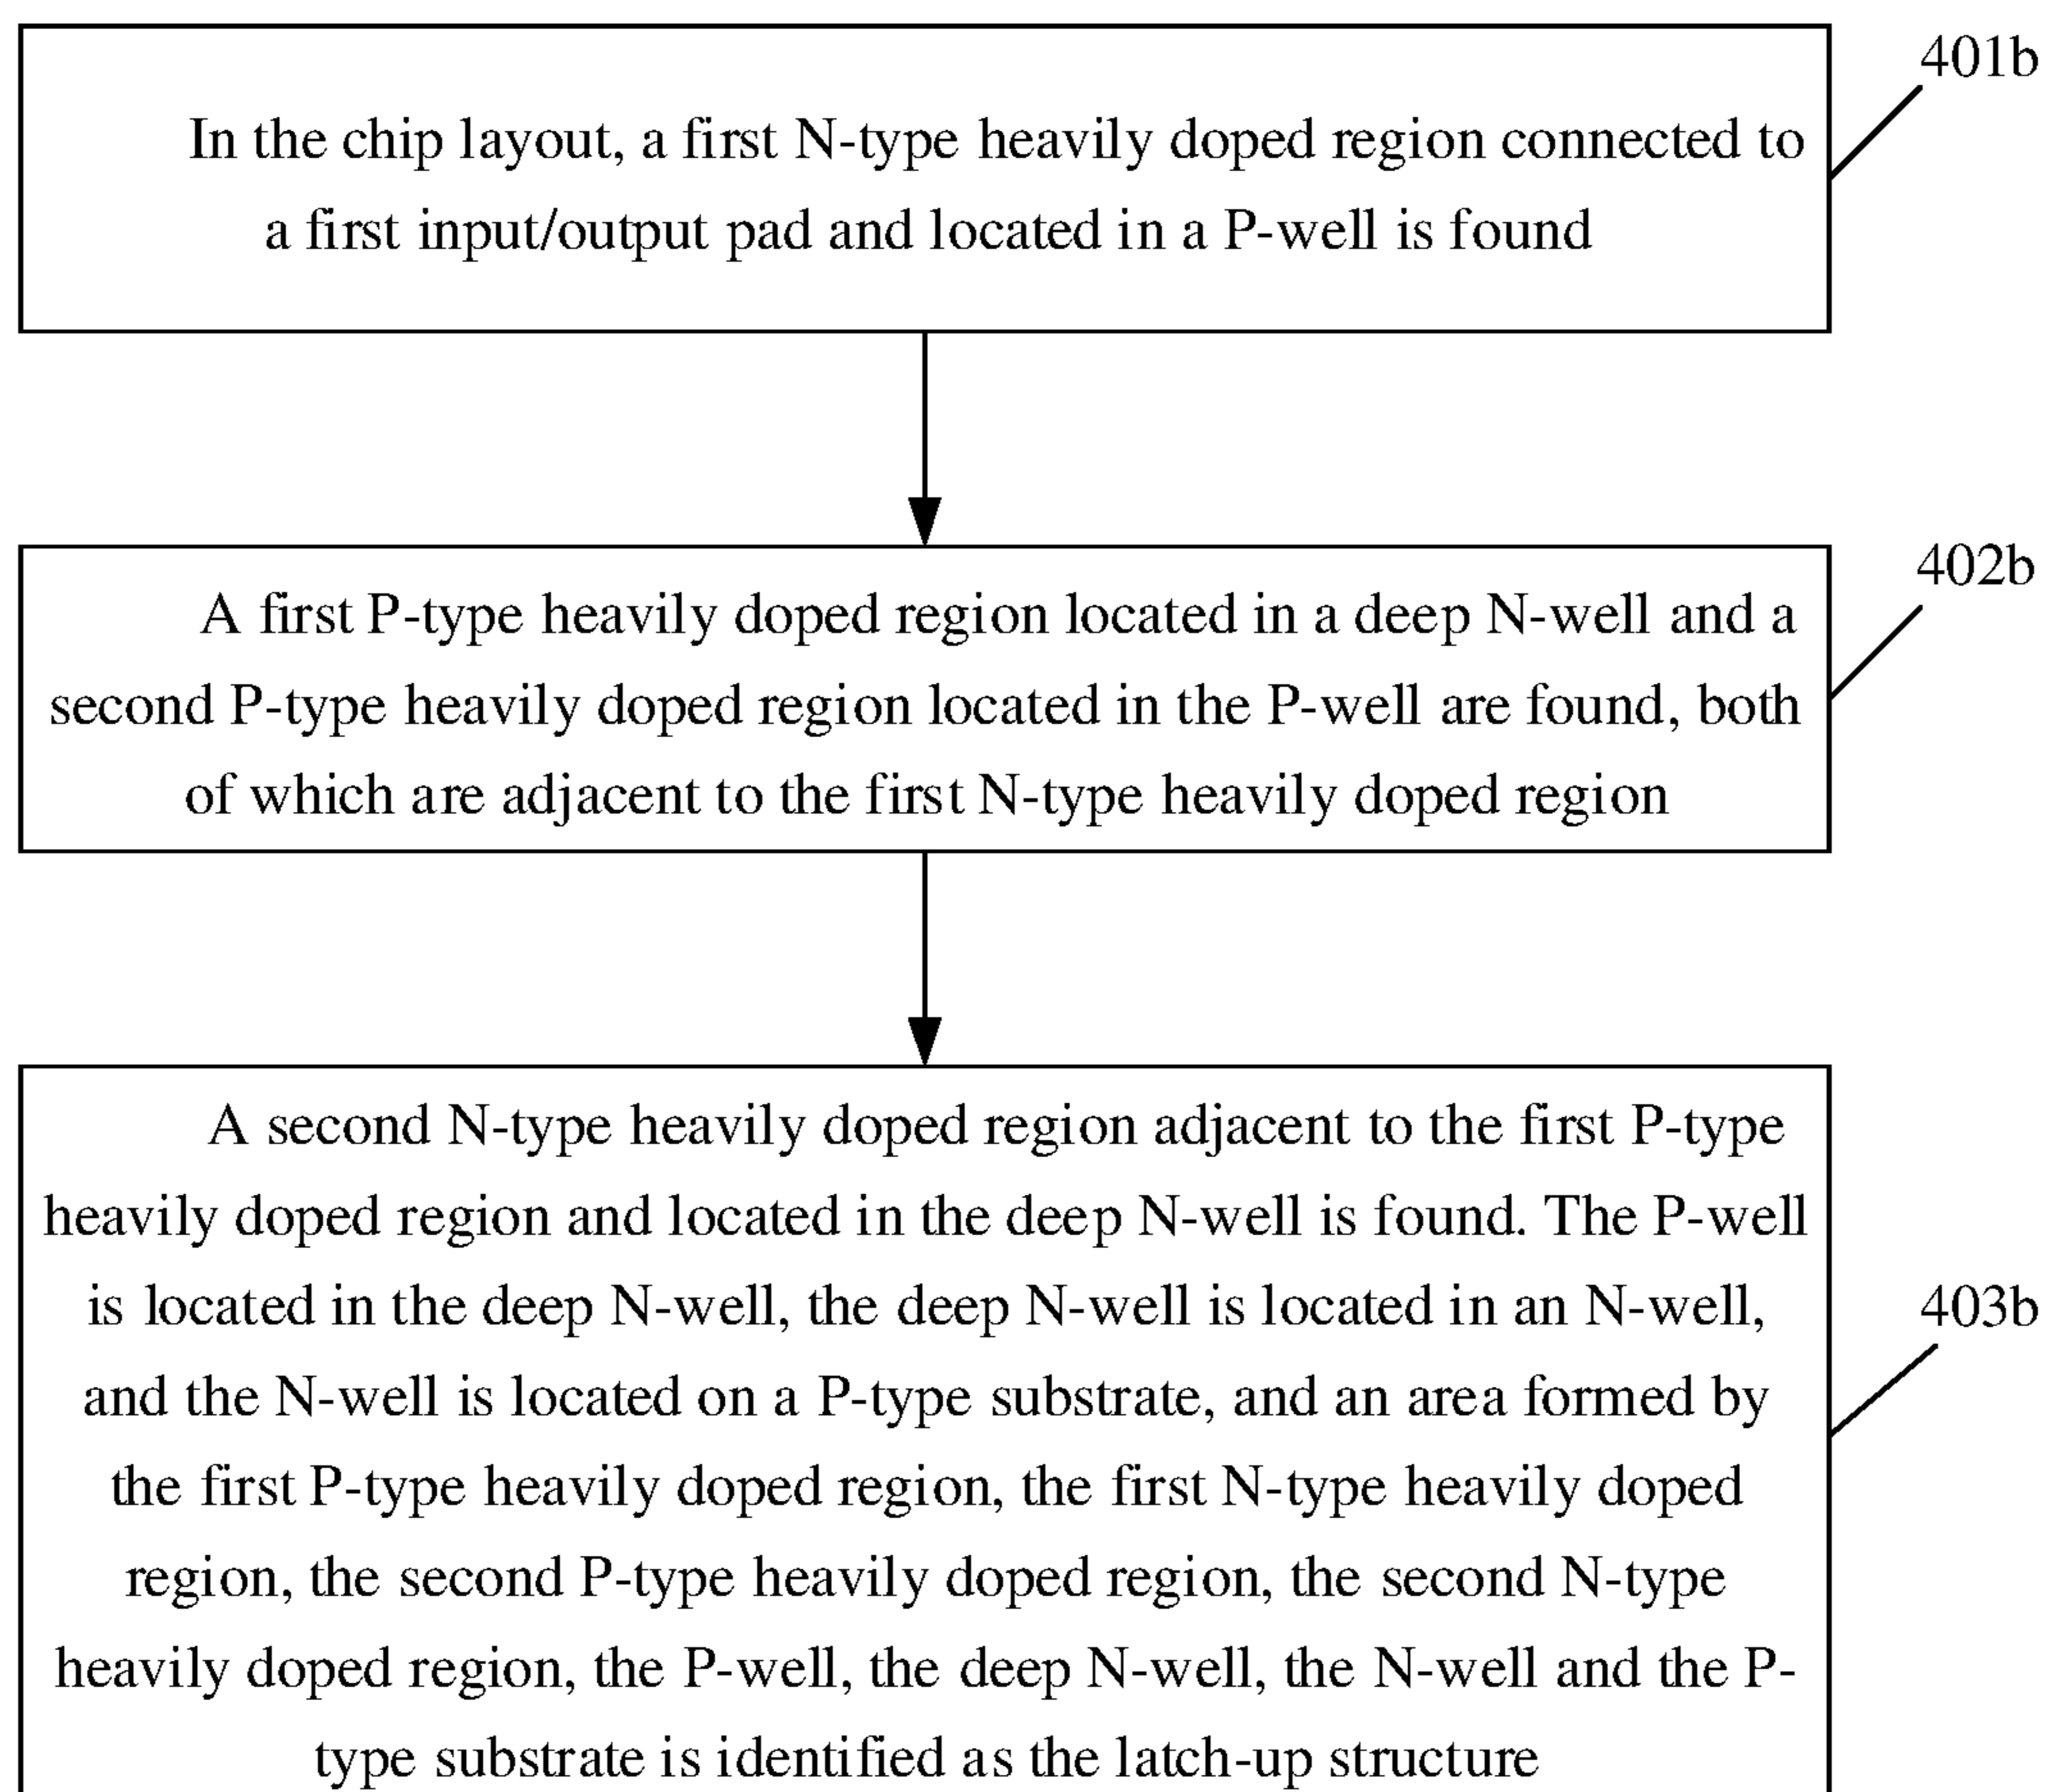 401b
In the chip layout, a first N-type heavily doped region connected to
a first input/output pad and located in a P-well is found
402b
A first P-type heavily doped region located in a deep N-well and a
second P-type heavily doped region located in the P-well are found, both
of which are adjacent to the first N-type heavily doped region
A second N-type heavily doped region adjacent to the first P-type
heavily doped region and located in the deep N-well is found. The P-well
is located in the deep N-well, the deep N-well is located in an N-well,
403b
and the N-well is located on a P-type substrate, and an area formed by
the first P-type heavily doped region, the first N-type heavily doped
region, the second P-type heavily doped region, the second N-type
heavily doped region, the P-well, the deep N-well, the N-well and the P-
type substrate is identified as the latch-up structure